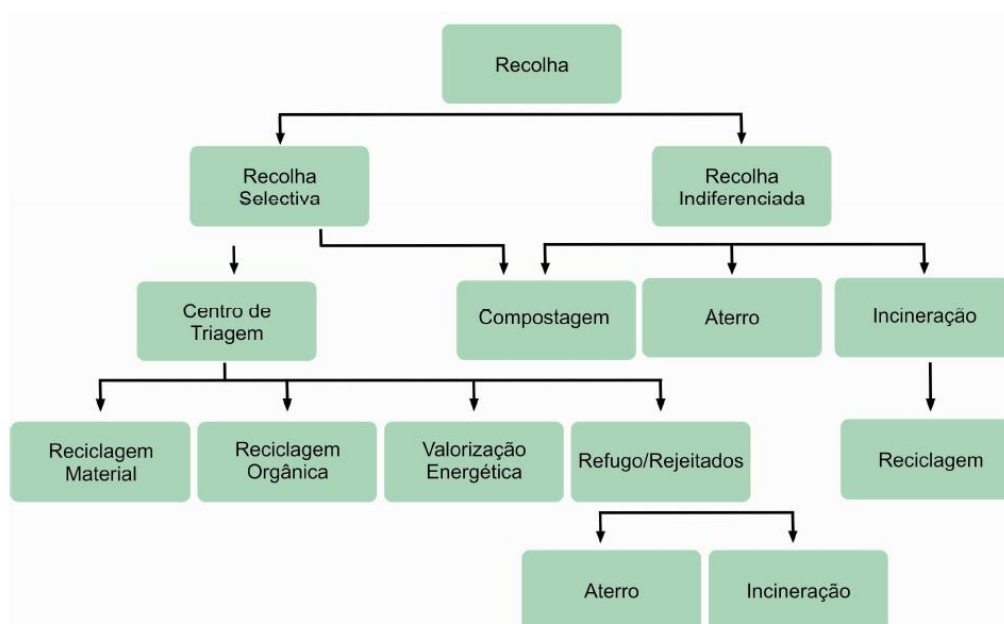 Recolha
Recolha
Selectiva
Recolha
Indiferenciada
Centro de
Triagem
Compostagem
Aterro
Incineração
Reciclagem
Material
Reciclagem
Orgânica
Valorização
Energética
Refugo/Rejeitados
Reciclagem
Aterro
Incineração